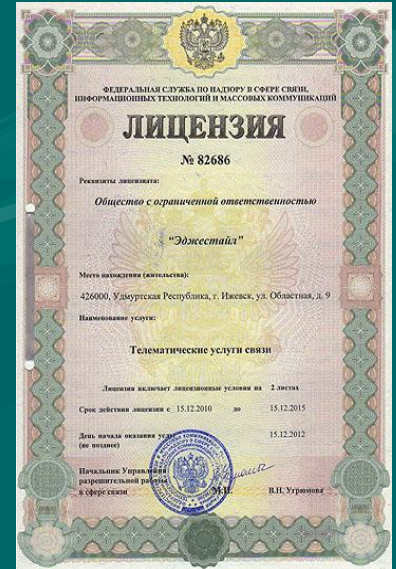 ФЕДЕРАЛЬНАЯ СЛУЖБА ПО НАДЗОРУ В СФЕРЕ СВЯЗИ,
ИНФОРМАЦИОННЫХ ТЕХНОЛОГИЙ И МАССОВЫХ КОММУНИКАЦИЙ
ЛИЦЕНЗИЯ
№ 82686
Реквизиты лицензиата:
Общество с ограниченной ответственностью
"Эджестайл"
Место нахождения (жительства):
426000, Удмуртская Республика, г. Ижевск, ул. Областная, д. 9
Наименование услуги:
Телематические услуги связи
Лицензия включает лицензионные условия на 2 листах
Срок действия лицензии с 15.12.2010 до 15.12.2015
День начала оказания услуг 15.12.2012
(не позднее)
Начальник Управления
разрешительной работы
в сфере связи М.П. В.Н. Угрюмова